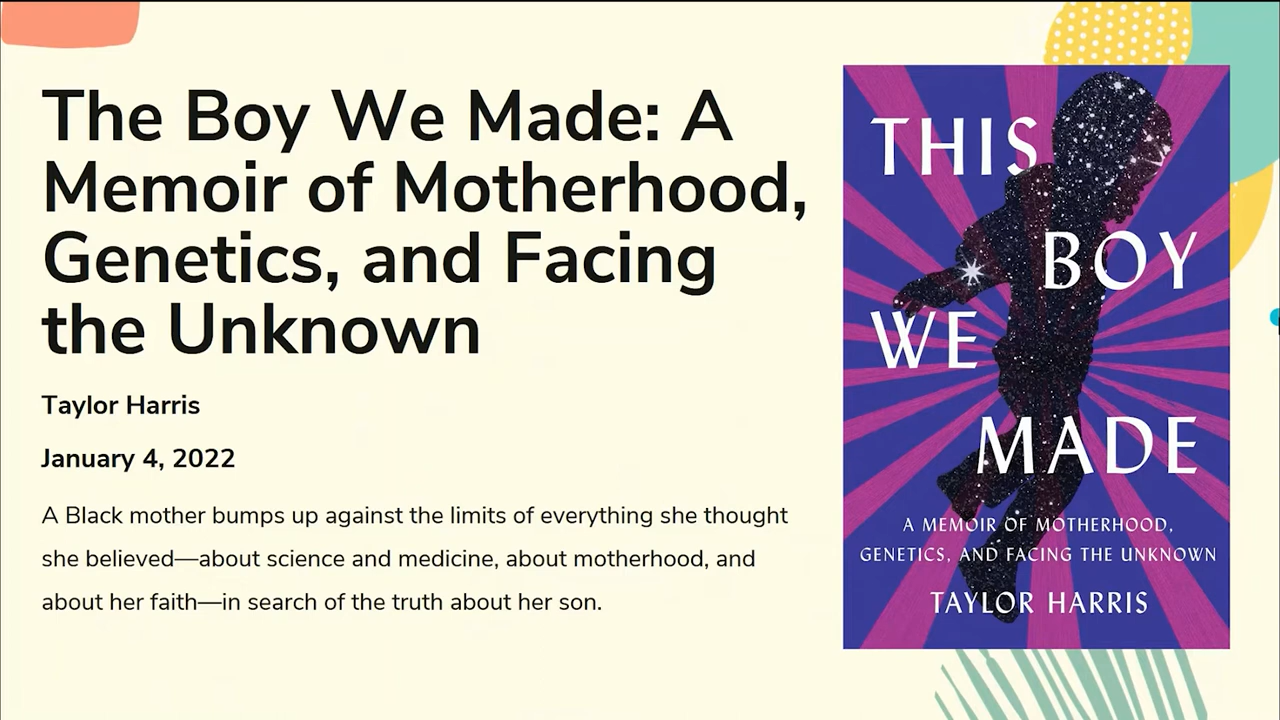 The Boy We Made: A
Memoir of Motherhood,
Genetics, and Facing
the Unknown
Taylor Harris
January 4, 2022
A Black mother bumps up against the limits of everything she thought
she believed—about science and medicine, about motherhood, and
about her faith—in search of the truth about her son.
THIS
BOY
WE
MADE
A MEMOIR OF MOTHERHOOD,
GENETICS, AND FACING THE UNKNOWN
TAYLOR HARRIS